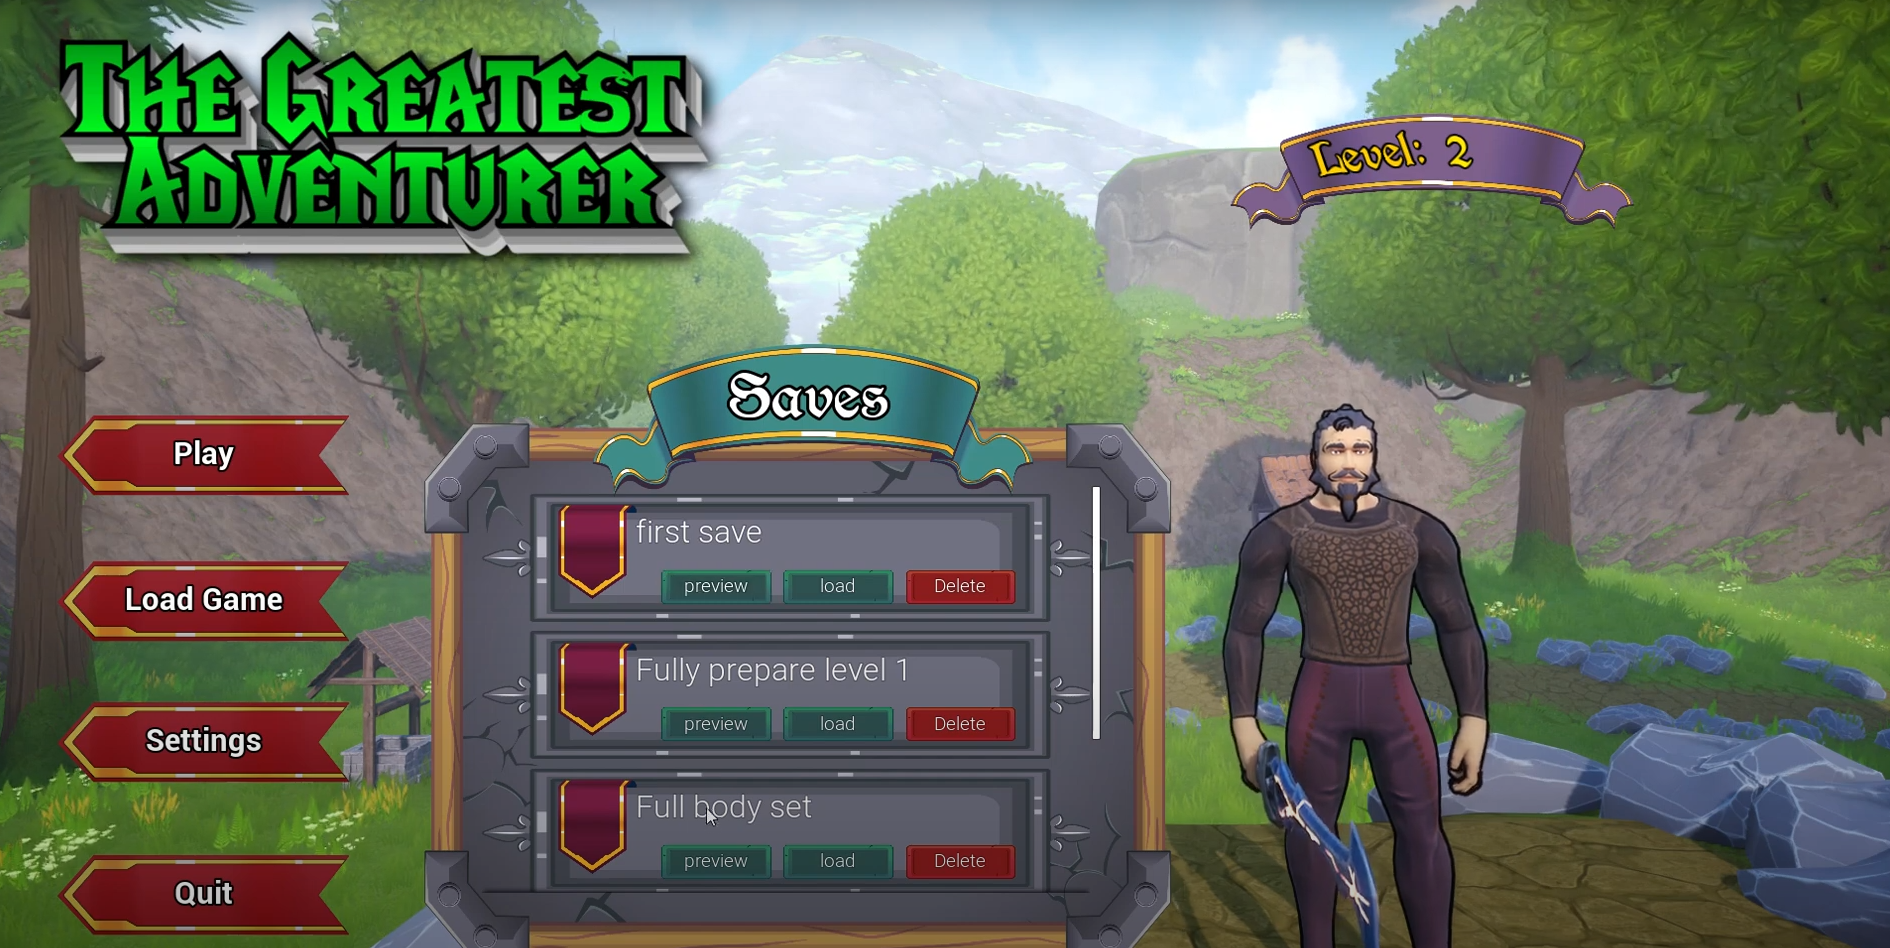 THE GREATEST
ADVENTURER
Level: 2
Saves
Play
Load Game
Settings
Quit
first save
preview load Delete
Fully prepare level 1
preview load Delete
Full body set
preview load Delete